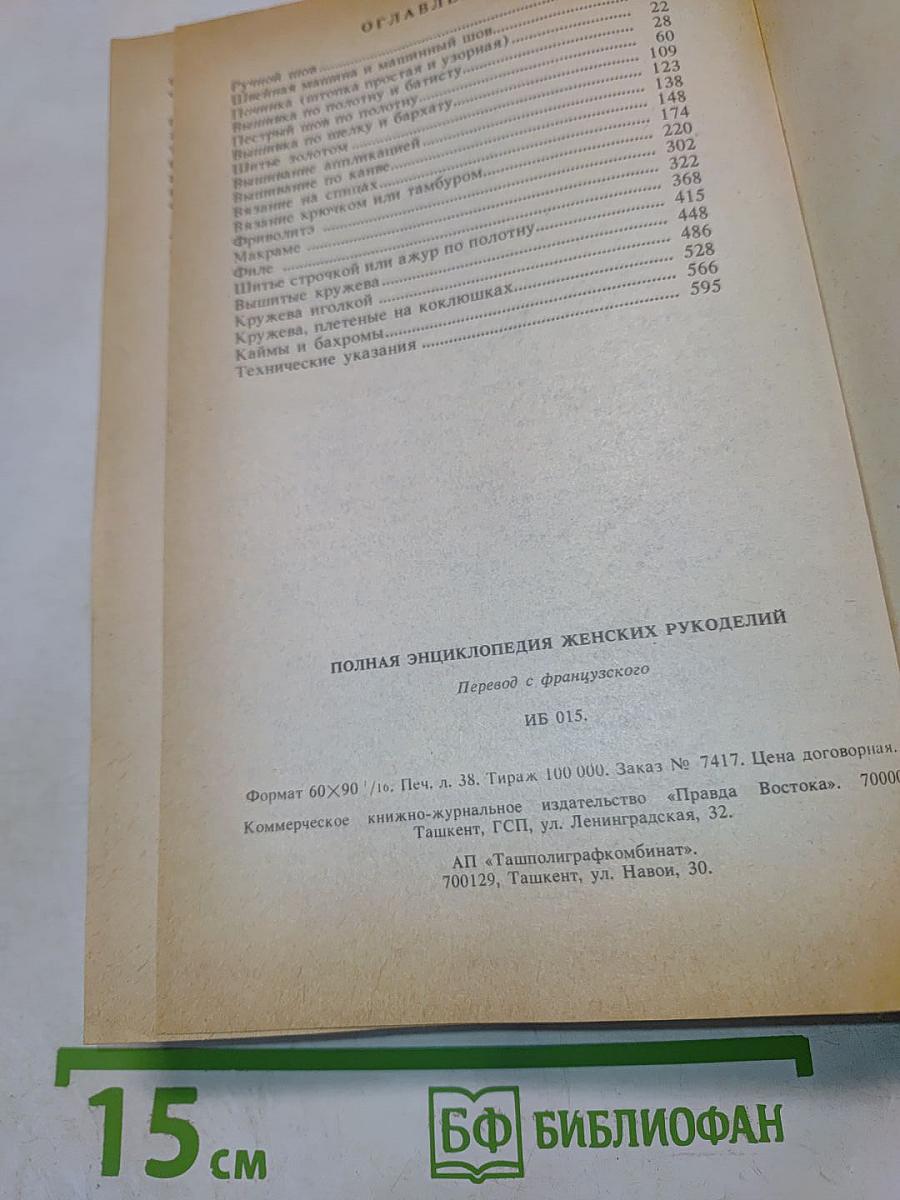 ОГЛАВЛЕ
Ручной шов
Швейная машина и машинный шов
Починка (штопка простая и узорная) 22
Вышивка по полотну и батисту 28
Пестрый шов по полотну 60
Вышивка по шелку и бархату 109
Шитье золотом 123
Вышивание аппликацией 138
Вышивание по канве 148
Вязание на спицах 174
Вязание крючком или тамбуром 220
Фриволитэ 302
Макраме 322
Филе 368
Шитье строчкой или ажур по полотну 415
Вышитые кружева 448
Кружева иголкой 486
Кружева, плетеные на коклюшках 528
Каймы и бахромы 566
Технические указания 595
ПОЛНАЯ ЭНЦИКЛОПЕДИЯ ЖЕНСКИХ РУКОДЕЛИЙ
Перевод с французского
ИБ 015.
Формат 60×90 1/16. Печ. л. 38. Тираж 100 000. Заказ № 7417. Цена договорная.
Коммерческое книжно-журнальное издательство «Правда Востока». 70000
Ташкент, ГСП, ул. Ленинградская, 32.
АП «Ташполиграфкомбинат».
700129, Ташкент, ул. Навои, 30.
15 см
БФ БИБЛИОФАН